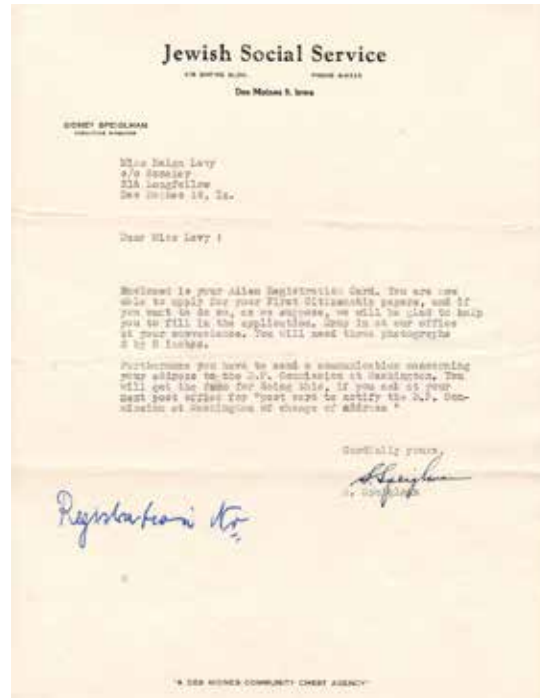 Jewish Social Service
Des Moines 9, Iowa
SIDNEY SPEIGLMAN
Miss Levy
c/o
Longfellow
Des Moines Ia.
Dear Miss Levy :
Enclosed is your Alien Registration Card. You are now
able to apply for your First Citizenship papers, and if
you want to do so, as we suppose, we will be glad to help
you to fill in the application. Drop in at our office
at your convenience. You will need three photographs
2 by 2 inches.
Furthermore you have to send a communication concerning
your address to the D.P. Commission at Washington. You
will get the form for doing this, if you ask at your
next post office for "post card to notify the D.P. Com-
mission at Washington of change of address "
Cordially yours,
S. Speiglman
S. Speiglman
Registration Nr
"A DES MOINES COMMUNITY CHEST AGENCY"